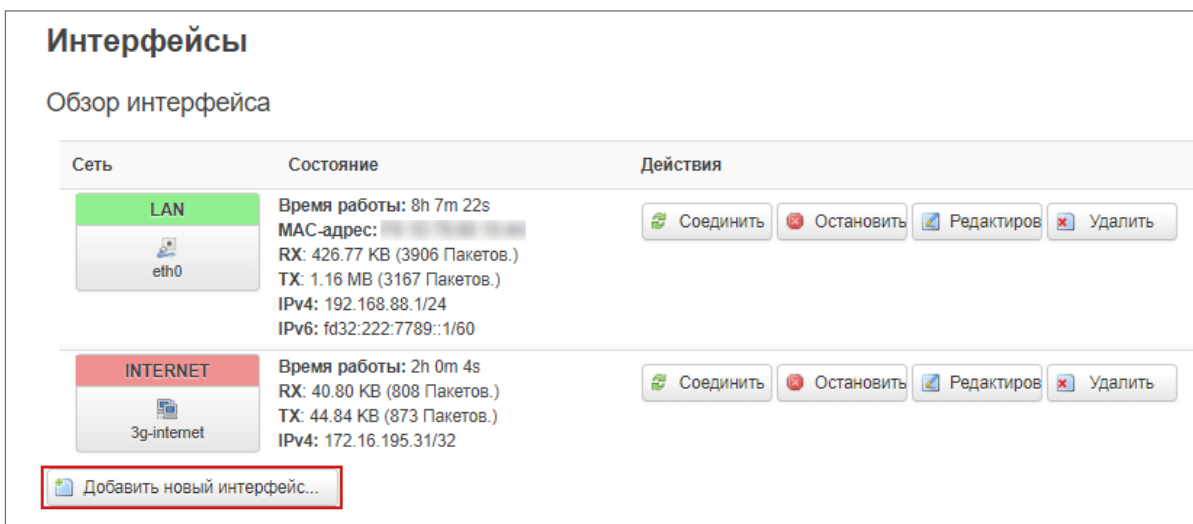 Интерфейсы
Обзор интерфейса
Сеть Состояние Действия
LAN
eth0
Время работы: 8h 7m 22s
MAC-адрес:
RX: 426.77 KB (3906 Пакетов.)
TX: 1.16 MB (3167 Пакетов.)
IPv4: 192.168.88.1/24
IPv6: fd32:222:7789::1/60
Соединить Остановить Редактиров Удалить
INTERNET
3g-internet
Время работы: 2h 0m 4s
RX: 40.80 KB (808 Пакетов.)
TX: 44.84 KB (873 Пакетов.)
IPv4: 172.16.195.31/32
Соединить Остановить Редактиров Удалить
Добавить новый интерфейс...